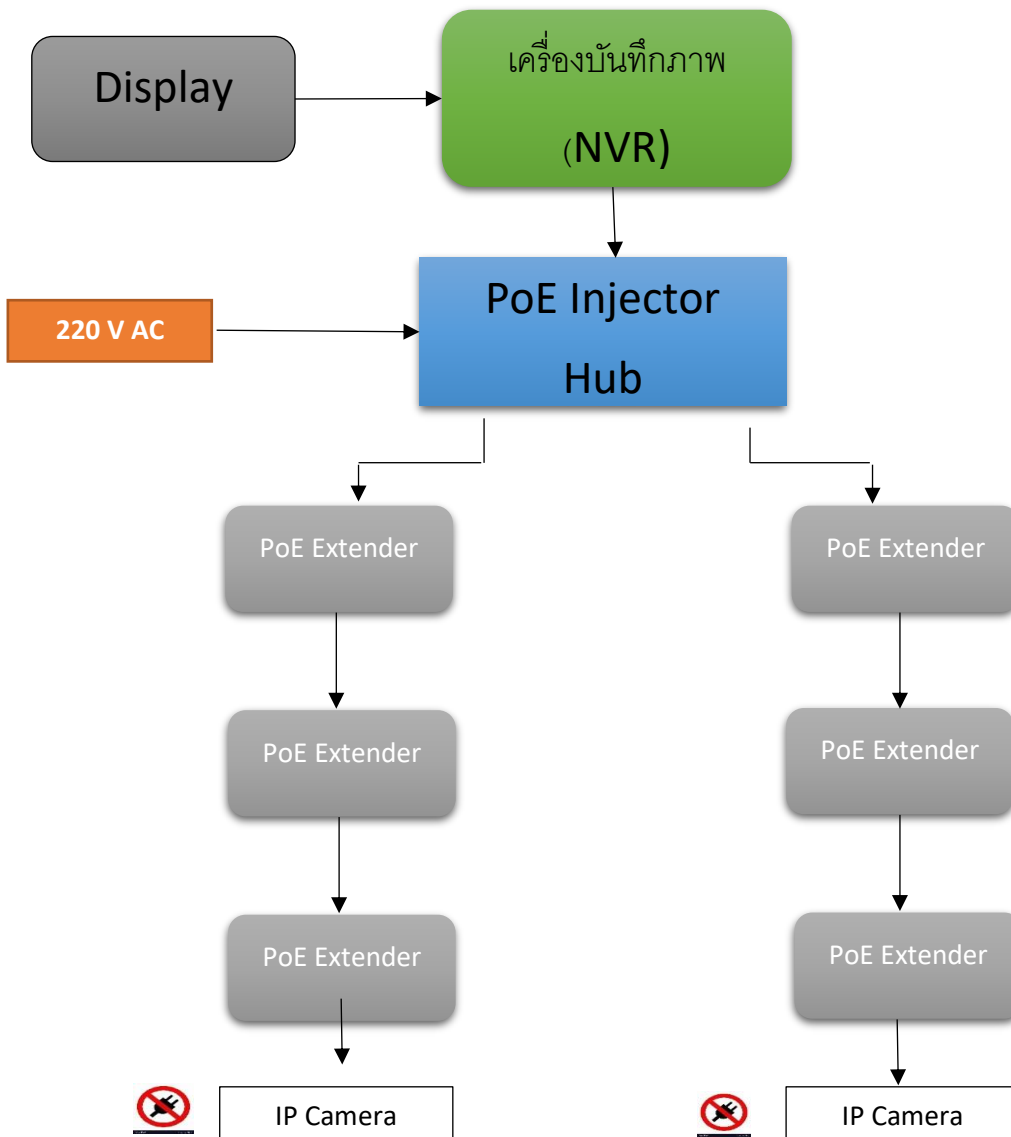 Display
เครื่องบันทึกภาพ
(NVR)
220 V AC
PoE Injector
Hub
PoE Extender
PoE Extender
PoE Extender
PoE Extender
PoE Extender
PoE Extender
IP Camera
IP Camera